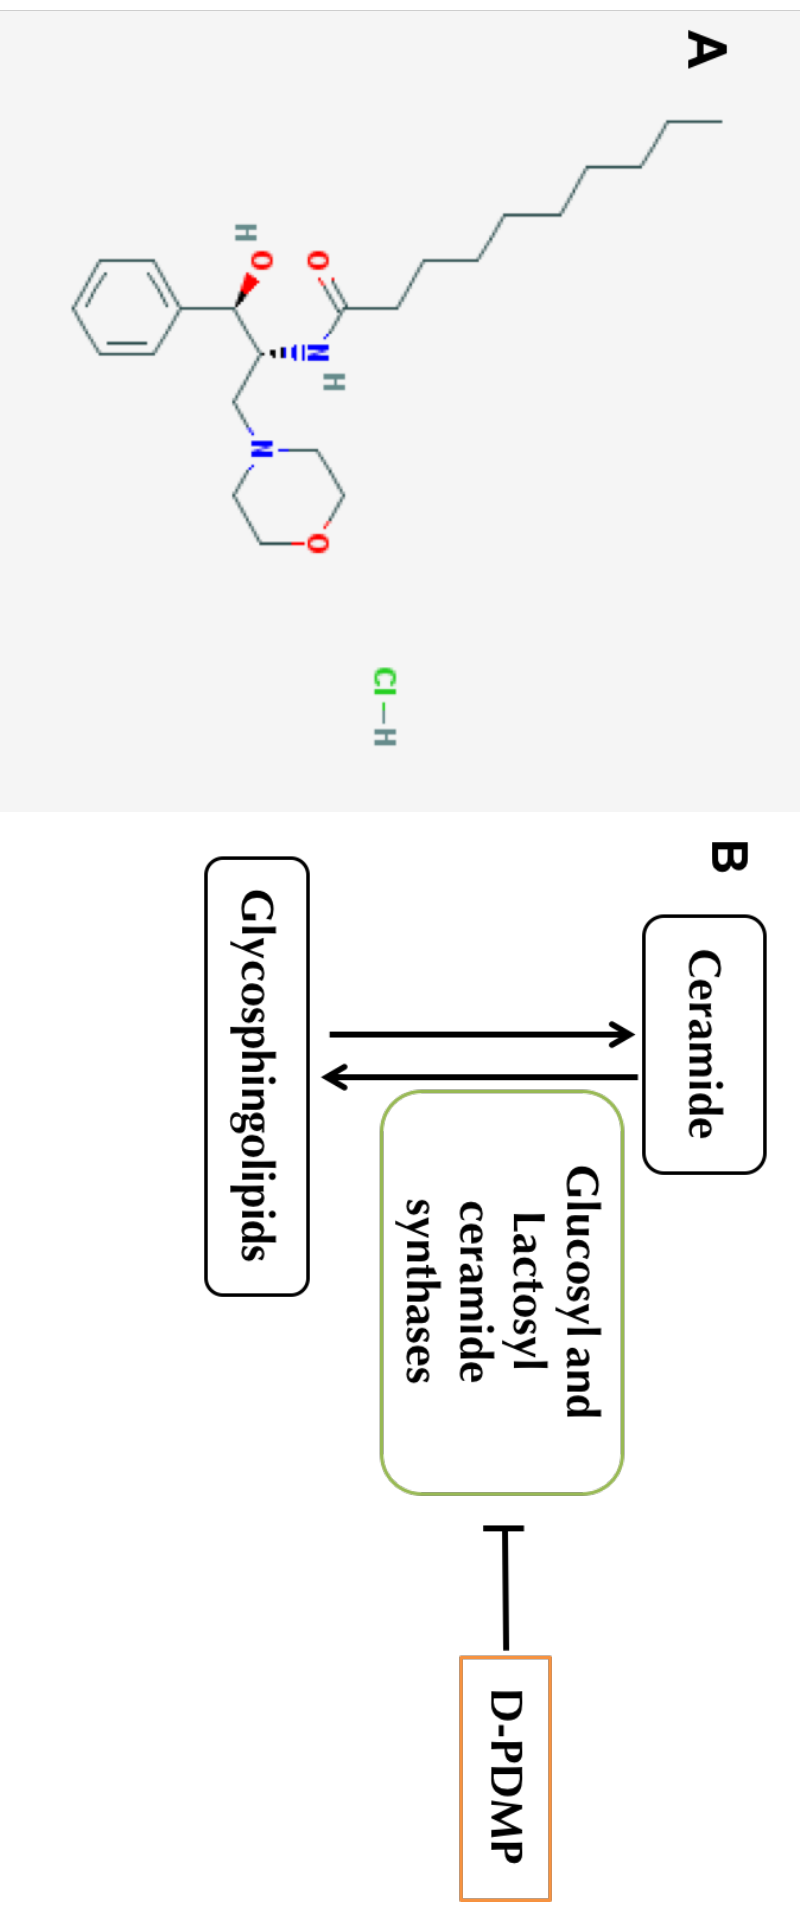 A
O
H
O
N
H
N
O
Cl–H
B
Ceramide
Glucosyl and
Lactosyl
ceramide
synthases
D-PDMP
Glycosphingolipids